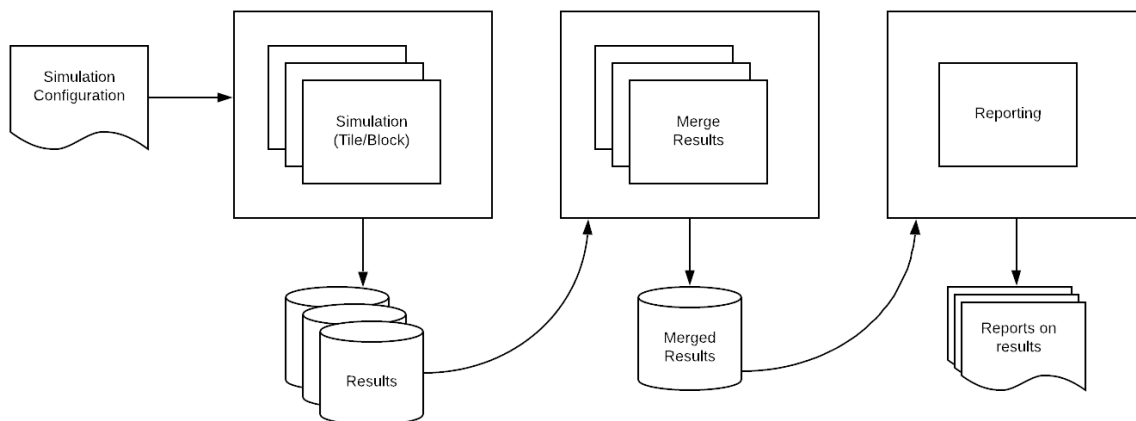 Simulation
Configuration
Simulation
(Tile/Block)
Merge
Results
Reporting
Results
Merged
Results
Reports on
results